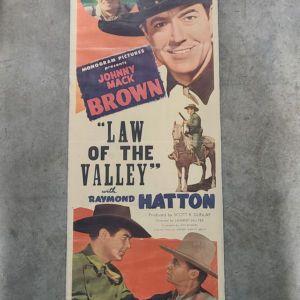 MONOGRAM PICTURES
presents
JOHNNY
MACK
BROWN
"LAW
OF THE
VALLEY"
with
RAYMOND HATTON
Produced by SCOTT R. DUNLAP